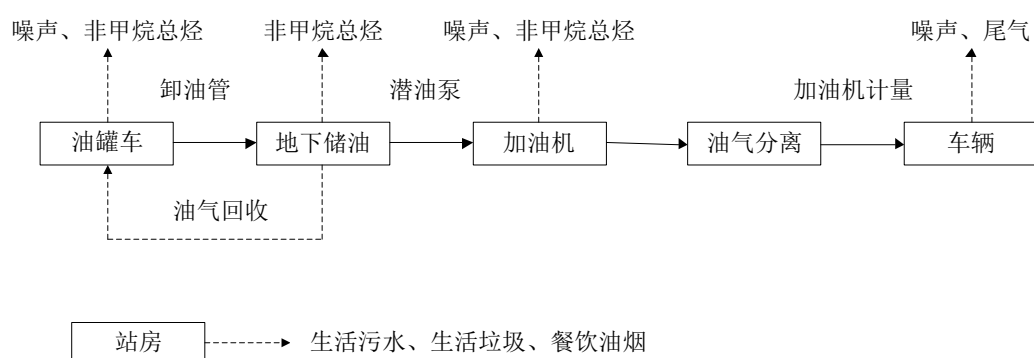 噪声、非甲烷总烃
非甲烷总烃
噪声、非甲烷总烃
噪声、尾气
卸油管
潜油泵
加油机计量
油罐车
地下储油
加油机
油气分离
车辆
油气回收
站房
生活污水、生活垃圾、餐饮油烟